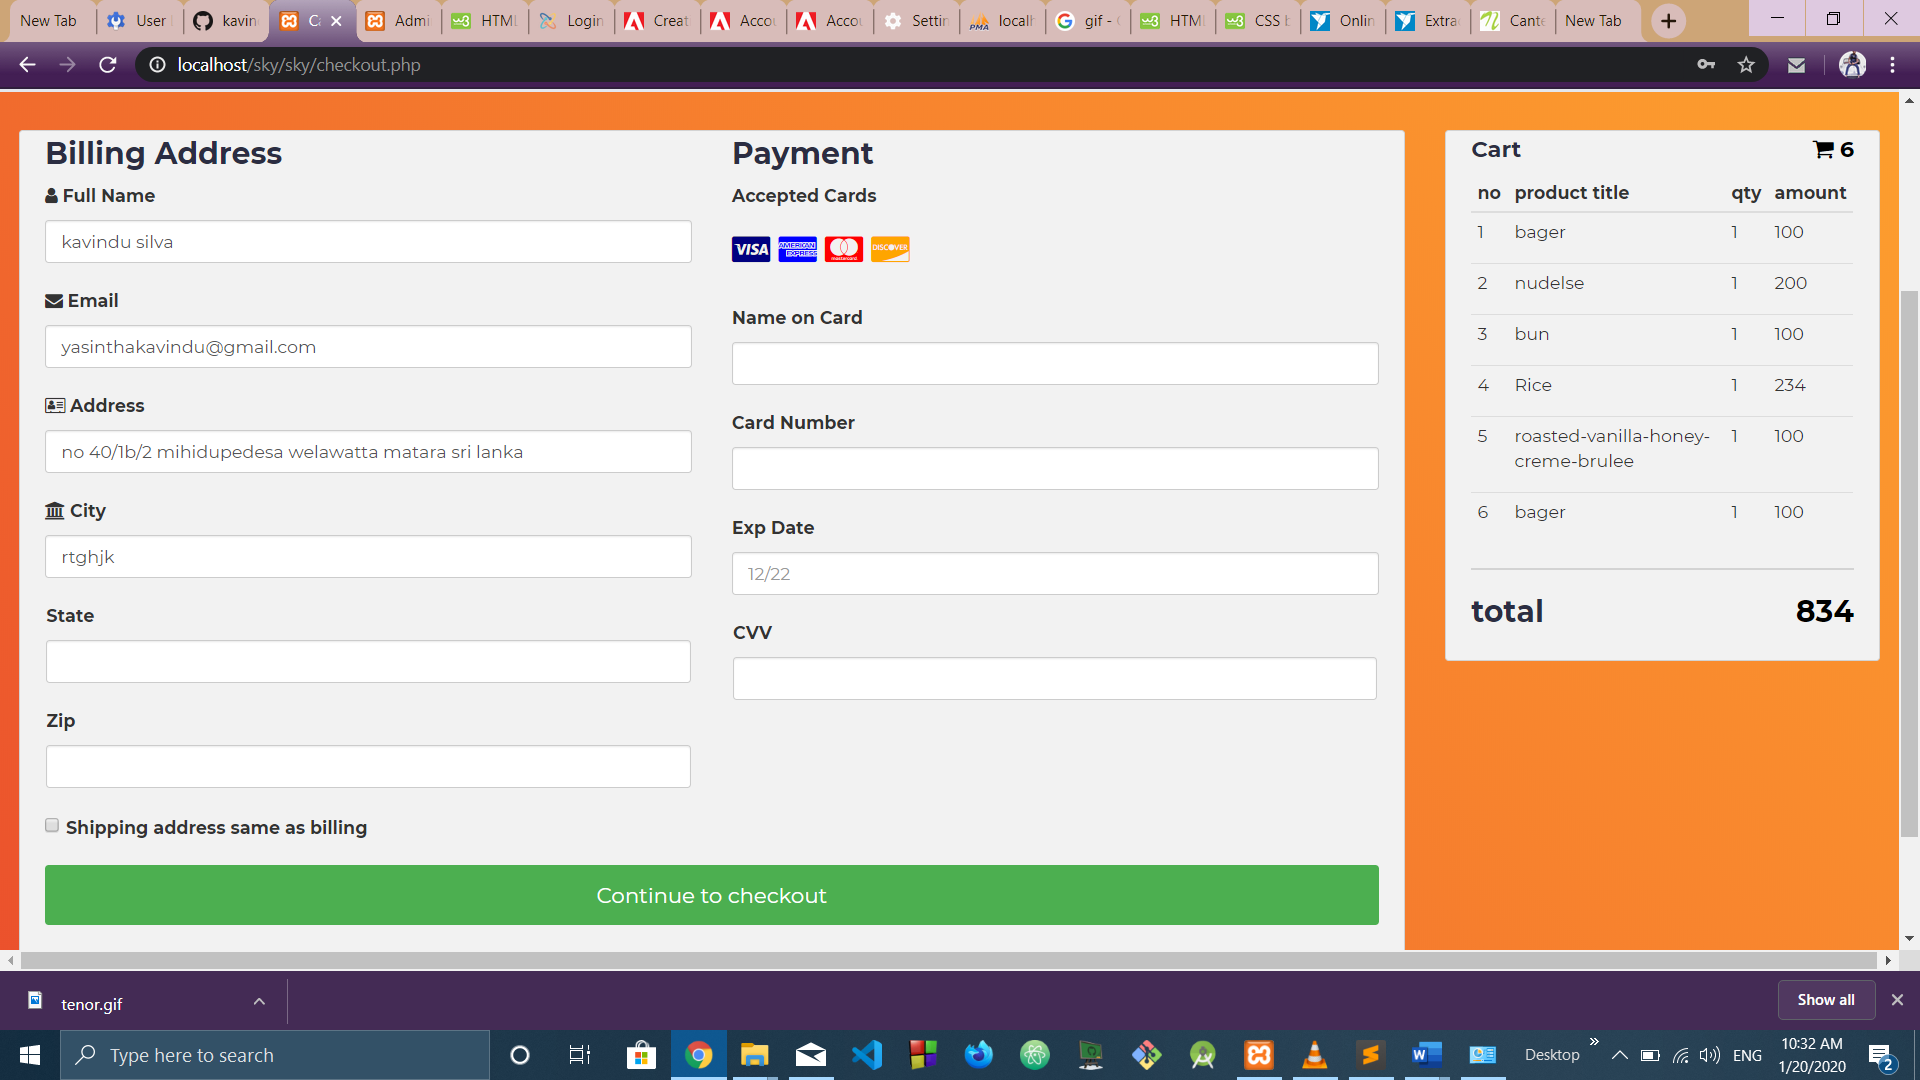 New Tab
User
kavin
Ca
Admi
HTML
Login
Creat
Accou
Accou
Settin
localh
gif - G
HTML
CSS b
Onlin
Extra
Cante
New Tab
localhost/sky/sky/checkout.php
Billing Address
Full Name
kavindu silva
Email
yasinthakavindu@gmail.com
Address
no 40/1b/2 mihidupedesa welawatta matara sri lanka
City
rtghjk
State
Zip
Shipping address same as billing
Continue to checkout
Payment
Accepted Cards
VISA
AMERICAN EXPRESS
mastercard
DISCOVER
Name on Card
Card Number
Exp Date
12/22
CVV
Cart 6
no product title qty amount
1 bager 1 100
2 nudelse 1 200
3 bun 1 100
4 Rice 1 234
5 roasted-vanilla-honey- 1 100
creme-brulee
6 bager 1 100
total 834
tenor.gif
Show all
Type here to search
Desktop
ENG
10:32 AM
1/20/2020
2